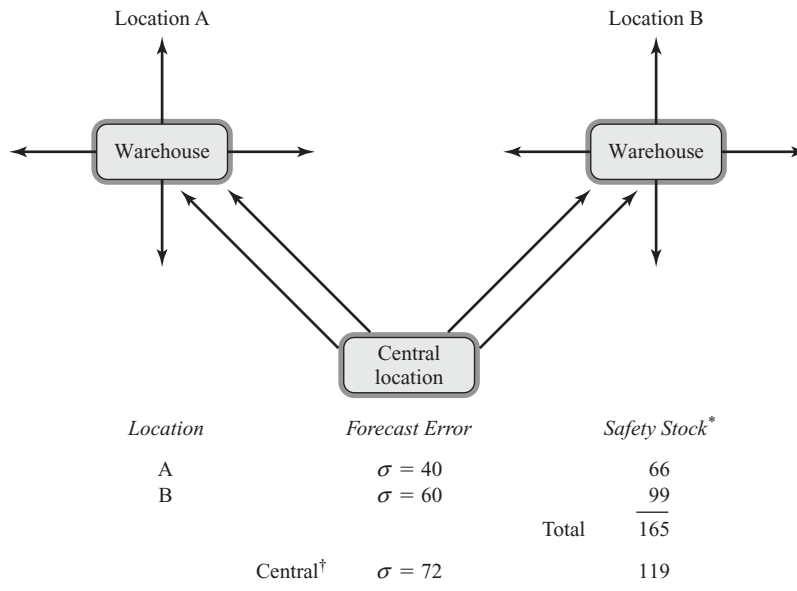 Location A Location B
Warehouse Warehouse
Central
location
Location Forecast Error Safety Stock*
A σ = 40 66
B σ = 60 99
Total 165
Central† σ = 72 119